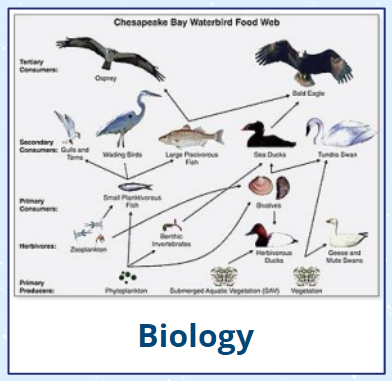 Chesapeake Bay Waterbird Food Web
Tertiary
Consumers:
Osprey
Bald Eagle
Secondary
Consumers:
Gulls and
Terns
Wading Birds
Large Piscivorous
Fish
Sea Ducks
Tundra Swan
Primary
Consumers:
Small Planktivorous
Fish
Bivalves
Herbivores:
Zooplankton
Benthic
Invertebrates
Herbivorous
Ducks
Geese and
Mute Swans
Primary
Producers:
Phytoplankton
Submerged Aquatic Vegetation (SAV)
Vegetation
Biology